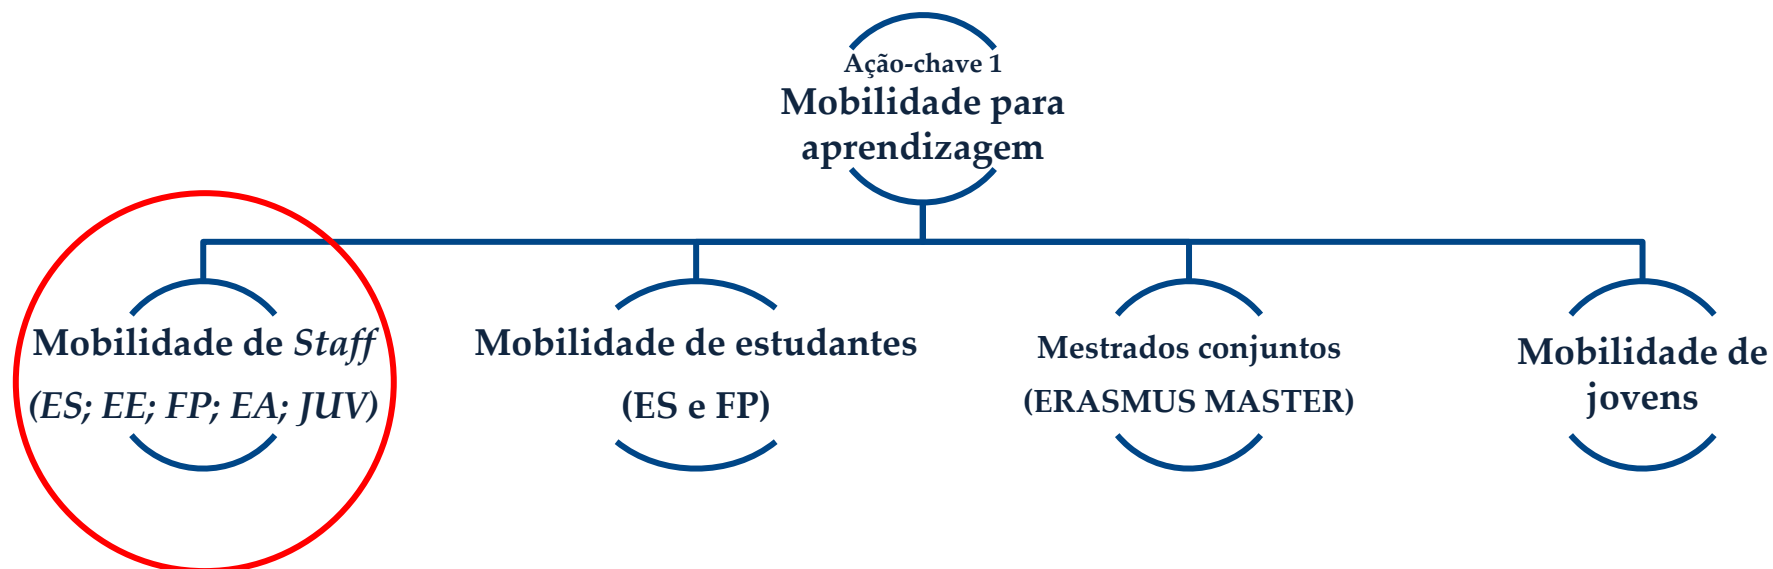 Ação-chave 1
Mobilidade para
aprendizagem
Mobilidade de Staff
(ES; EE; FP; EA; JUV)
Mobilidade de estudantes
(ES e FP)
Mestrados conjuntos
(ERASMUS MASTER)
Mobilidade de
jovens